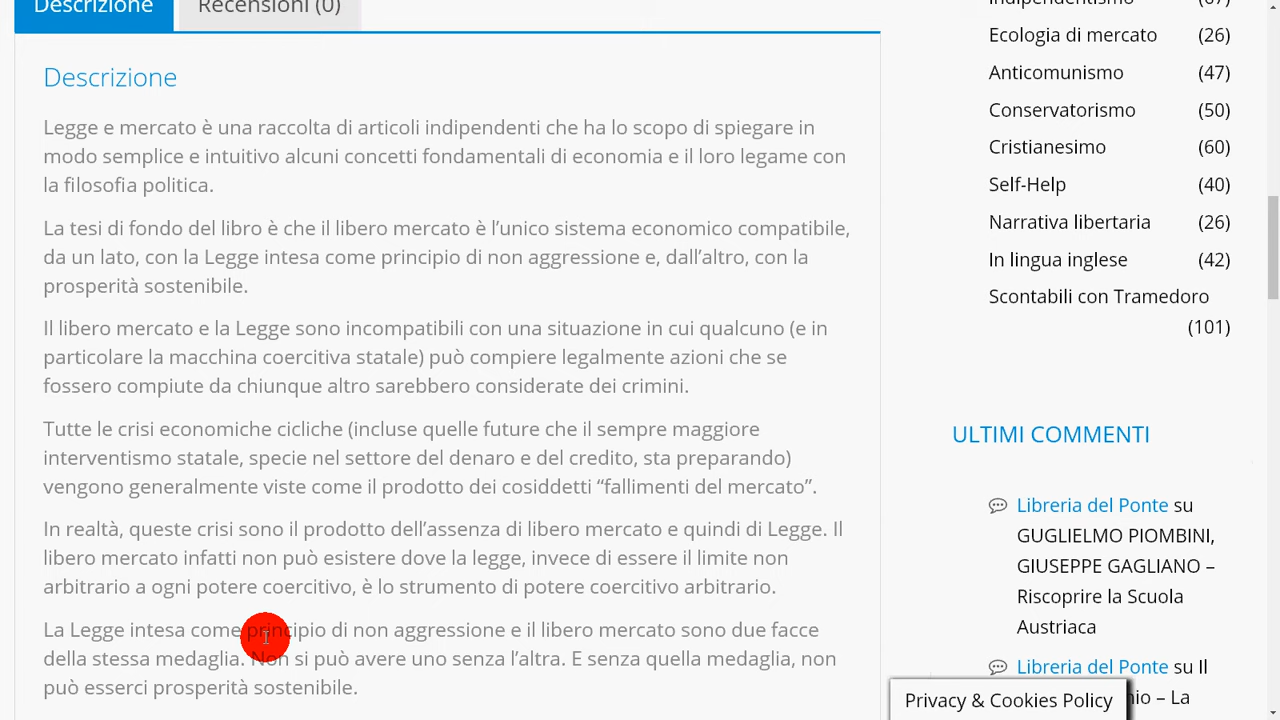 Descrizione
Recensioni (0)
Descrizione
Legge e mercato è una raccolta di articoli indipendenti che ha lo scopo di spiegare in
modo semplice e intuitivo alcuni concetti fondamentali di economia e il loro legame con
la filosofia politica.
La tesi di fondo del libro è che il libero mercato è l’unico sistema economico compatibile,
da un lato, con la Legge intesa come principio di non aggressione e, dall’altro, con la
prosperità sostenibile.
Il libero mercato e la Legge sono incompatibili con una situazione in cui qualcuno (e in
particolare la macchina coercitiva statale) può compiere legalmente azioni che se
fossero compiute da chiunque altro sarebbero considerate dei crimini.
Tutte le crisi economiche cicliche (incluse quelle future che il sempre maggiore
interventismo statale, specie nel settore del denaro e del credito, sta preparando)
vengono generalmente viste come il prodotto dei cosiddetti “fallimenti del mercato”.
In realtà, queste crisi sono il prodotto dell’assenza di libero mercato e quindi di Legge. Il
libero mercato infatti non può esistere dove la legge, invece di essere il limite non
arbitrario a ogni potere coercitivo, è lo strumento di potere coercitivo arbitrario.
La Legge intesa come principio di non aggressione e il libero mercato sono due facce
della stessa medaglia. Non si può avere uno senza l’altra. E senza quella medaglia, non
può esserci prosperità sostenibile.
Indipendentismo (67)
Ecologia di mercato (26)
Anticomunismo (47)
Conservatorismo (50)
Cristianesimo (60)
Self-Help (40)
Narrativa libertaria (26)
In lingua inglese (42)
Scontabili con Tramedoro
(101)
ULTIMI COMMENTI
Libreria del Ponte su
GUGLIELMO PIOMBINI,
GIUSEPPE GAGLIANO –
Riscoprire la Scuola
Austriaca
Libreria del Ponte su Il
nio – La
Privacy & Cookies Policy